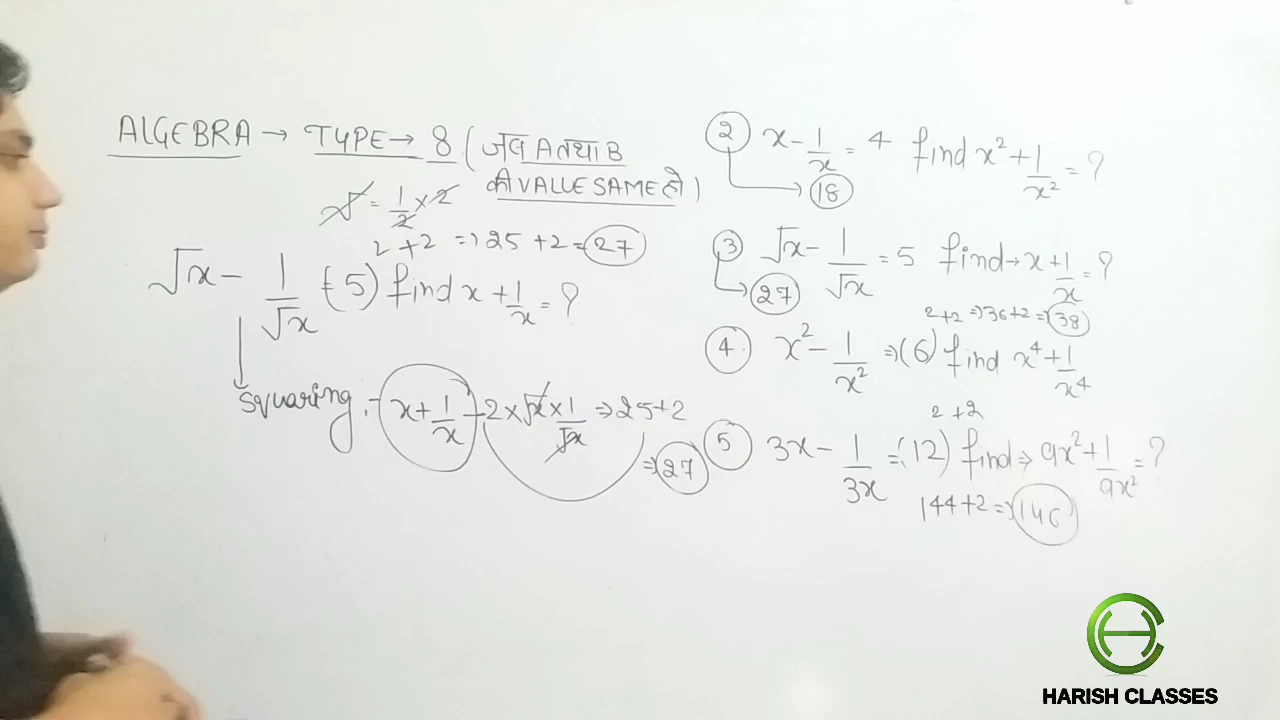 ALGEBRA → TYPE → 8 (जब A तथा B
की VALUE SAME हो)
√ = 1/2 × 2
2 + 2 => 25 + 2 = 27
√x - 1/√x = (5) find x + 1/x = ?
Squaring :- x + 1/x - 2 × √x × 1/√x => 25 + 2
=> 27
2 x - 1/x = 4 find x² + 1/x² = ?
18
3 √x - 1/√x = 5 find → x + 1/x = ?
27
2 + 2 => 36 + 2 => 38
4 x² - 1/x² => (6) find x⁴ + 1/x⁴
2 + 2
5 3x - 1/3x = (12) find => 9x² + 1/9x² = ?
144 + 2 => 146
HARISH CLASSES